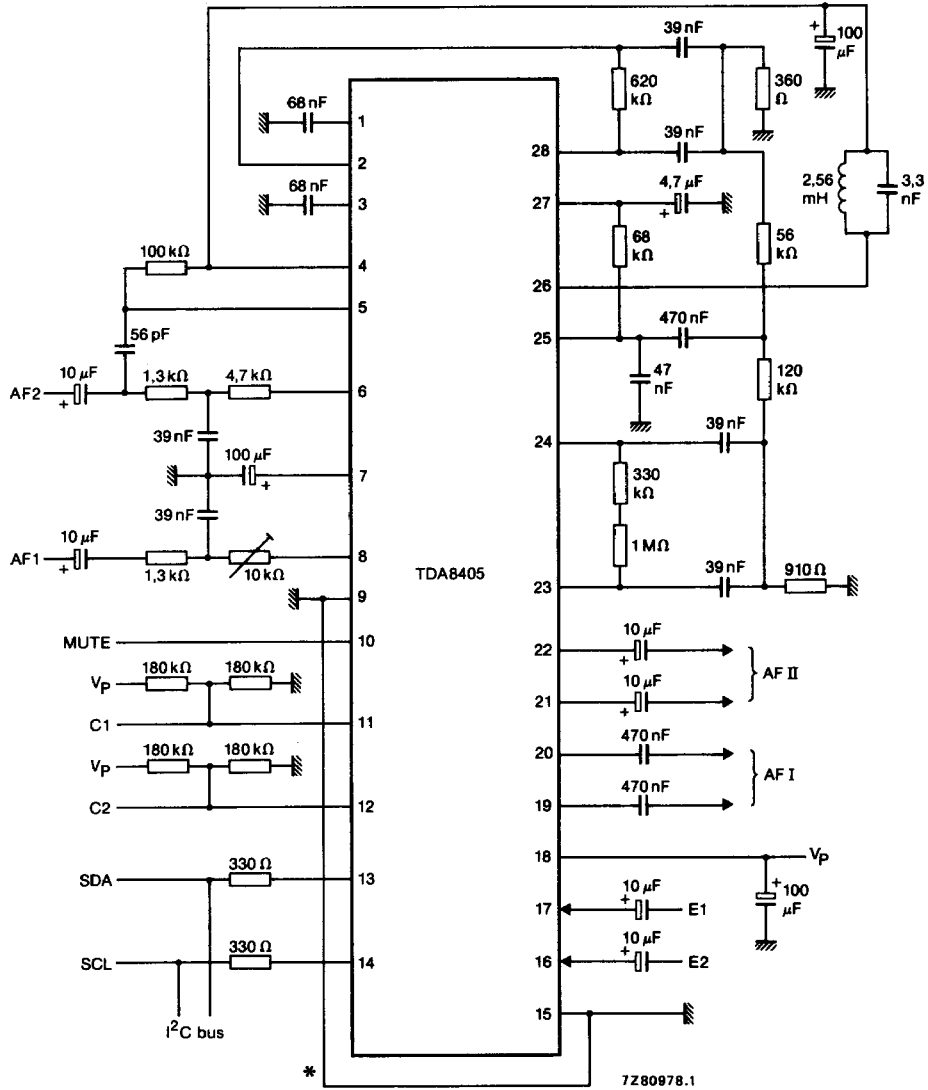 39 nF
+ 100 µF
620 kΩ
360 Ω
68 nF
1
39 nF
28
2
4,7 µF
+
27
2,56 mH
3,3 nF
68 nF
3
68 kΩ
56 kΩ
100 kΩ
4
26
5
470 nF
25
56 pF
47 nF
120 kΩ
10 µF
1,3 kΩ
4,7 kΩ
AF2
+
6
39 nF
24
39 nF
100 µF
+
7
330 kΩ
39 nF
1 MΩ
10 µF
AF1
+
1,3 kΩ
10 kΩ
8
TDA8405
39 nF
23
910 Ω
9
MUTE
10
10 µF
22
+
AF II
VP
180 kΩ
180 kΩ
10 µF
21
+
C1
11
470 nF
20
AF I
VP
180 kΩ
180 kΩ
470 nF
19
C2
12
18
VP
SDA
330 Ω
13
+ 100 µF
10 µF
17
+
E1
SCL
330 Ω
14
10 µF
16
+
E2
15
I²C bus
*
7Z80978.1